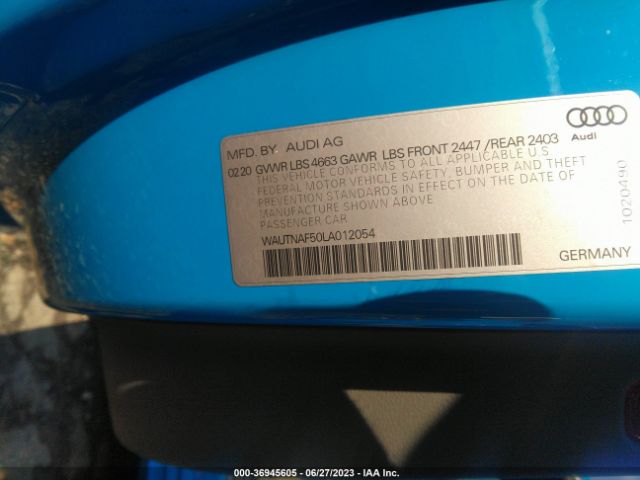 Audi
MFD. BY. AUDI AG
0220 GVWR LBS 4663 GAWR LBS FRONT 2447 /REAR 2403
THIS VEHICLE CONFORMS TO ALL APPLICABLE U.S.
FEDERAL MOTOR VEHICLE SAFETY, BUMPER AND THEFT
PREVENTION STANDARDS IN EFFECT ON THE DATE OF
MANUFACTURE SHOWN ABOVE
PASSENGER CAR
WAUTNAF50LA012054
1020490
GERMANY
000-36945605 - 06/27/2023 - IAA Inc.